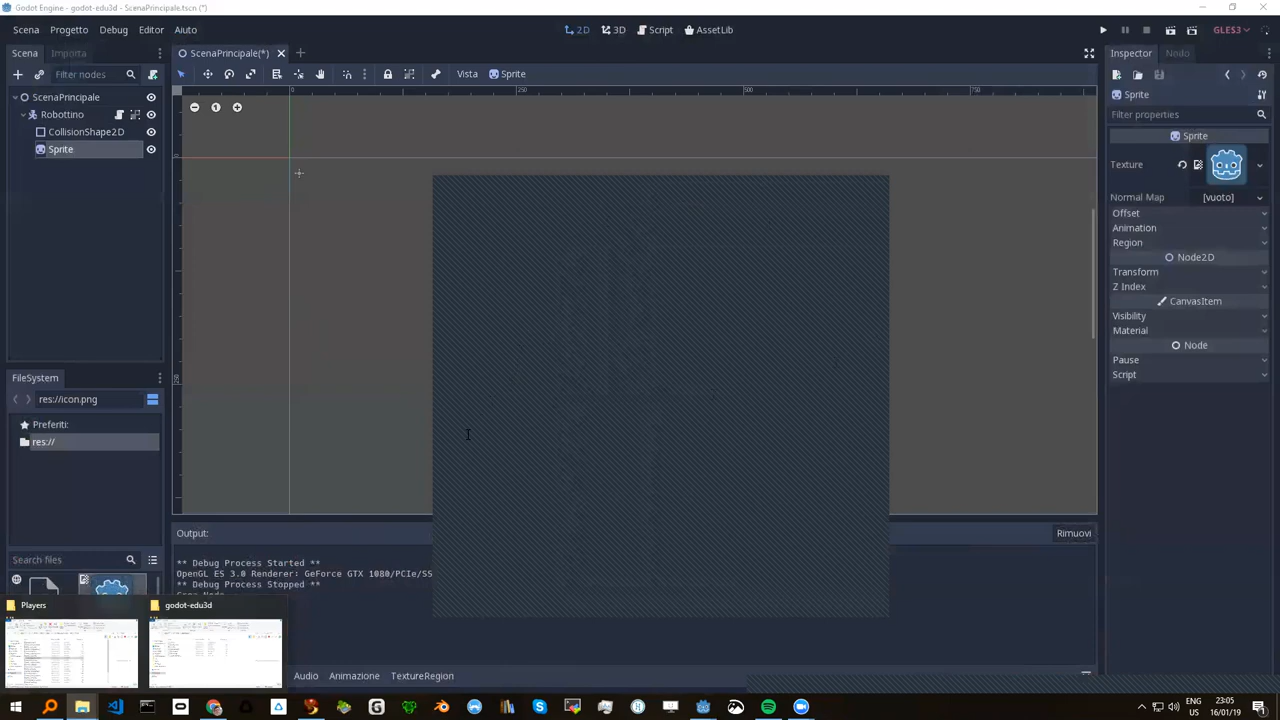 Godot Engine - godot-edu3d - ScenaPrincipale.tscn (*)
Scena Progetto Debug Editor Aiuto
2D 3D Script AssetLib
GLES3
Scena Importa
ScenaPrincipale(*)
Inspector Nodo
Filter nodes
Vista Sprite
0 250 500 750
Sprite
ScenaPrincipale
Robottino
CollisionShape2D
Sprite
Filter properties
Sprite
Texture
Normal Map [vuoto]
Offset
Animation
Region
Node2D
Transform
Z Index
CanvasItem
Visibility
Material
Node
Pause
Script
0
250
FileSystem
res://icon.png
Preferiti:
res://
Search files
Output:
Rimuovi
** Debug Process Started **
OpenGL ES 3.0 Renderer: GeForce GTX 1080/PCIe/SS
** Debug Process Stopped **
Players
godot-edu3d
Audio Animazione TextureRegion
ENG
US
23:05
16/01/19